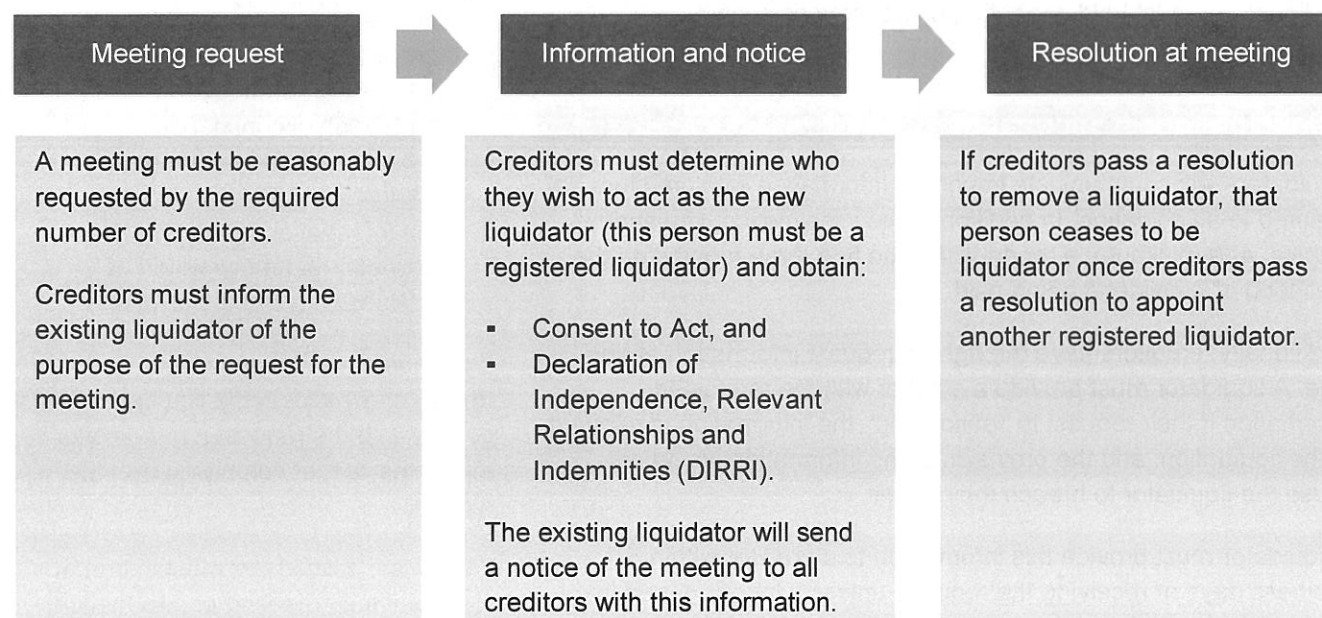 Meeting request
Information and notice
Resolution at meeting
A meeting must be reasonably
requested by the required
number of creditors.
Creditors must inform the
existing liquidator of the
purpose of the request for the
meeting.
Creditors must determine who
they wish to act as the new
liquidator (this person must be a
registered liquidator) and obtain:
▪ Consent to Act, and
▪ Declaration of
Independence, Relevant
Relationships and
Indemnities (DIRRI).
The existing liquidator will send
a notice of the meeting to all
creditors with this information.
If creditors pass a resolution
to remove a liquidator, that
person ceases to be
liquidator once creditors pass
a resolution to appoint
another registered liquidator.